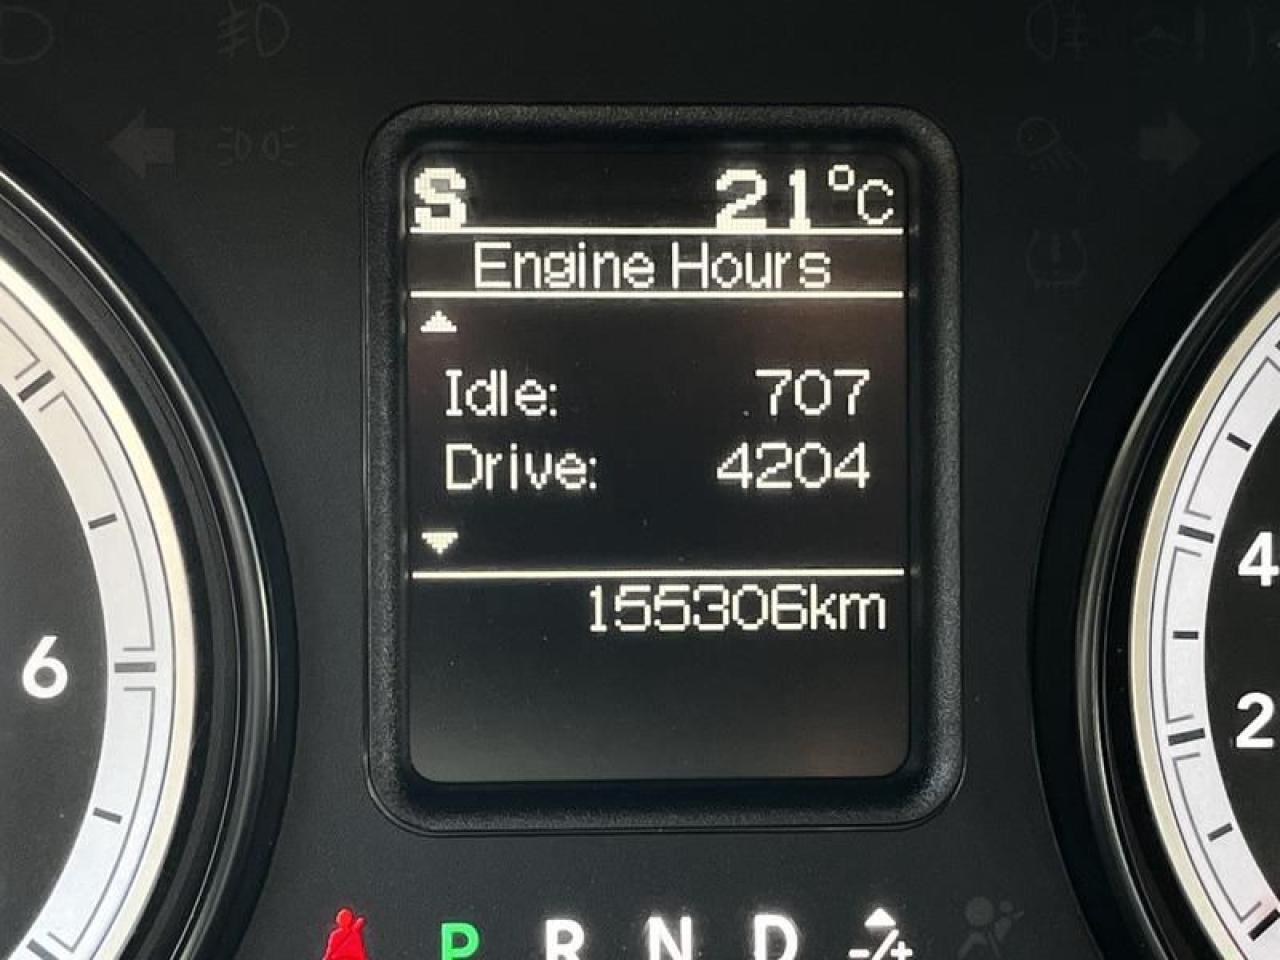 S 21°C
Engine Hours
Idle: 707
Drive: 4204
155306km
6
4
2
P R N D -/+